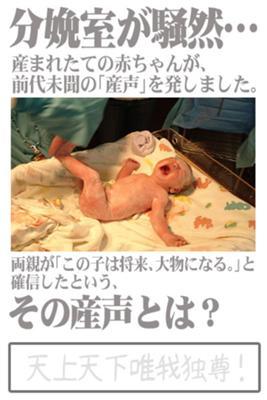 分娩室が騒然…
産まれたての赤ちゃんが、
前代未聞の「産声」を発しました。
両親が「この子は将来、大物になる。」と
確信したという、
その産声とは？
天上天下唯我独尊！